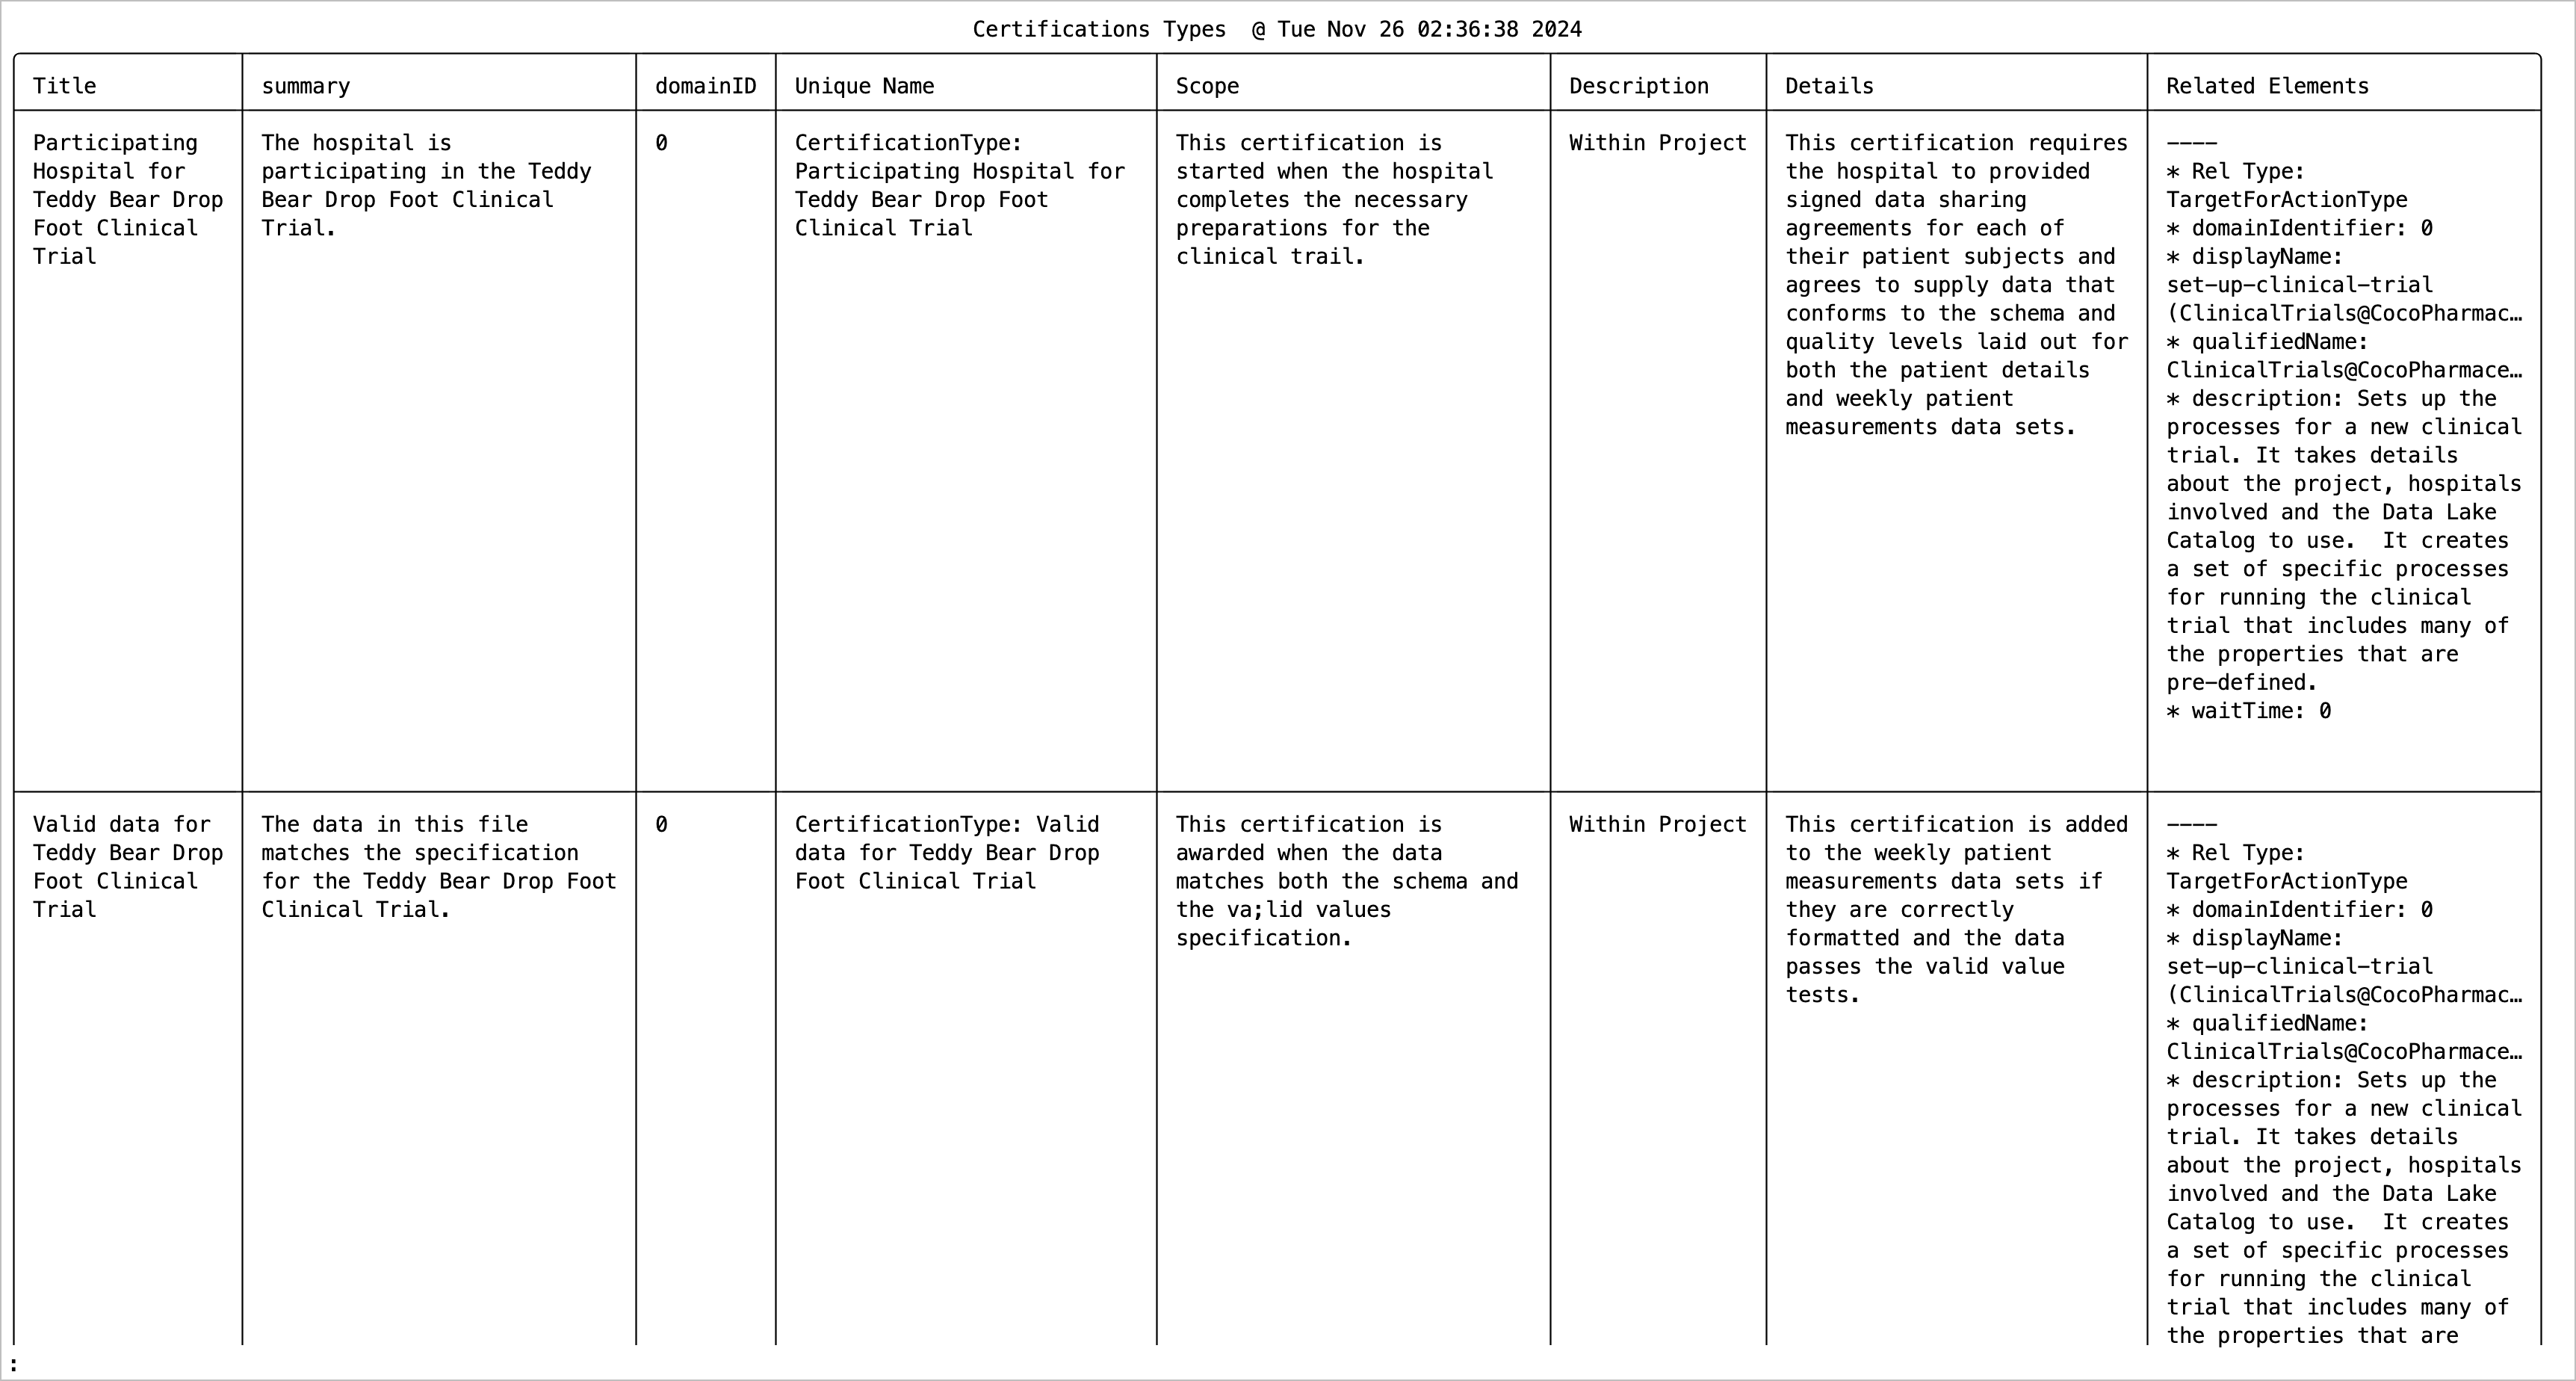 Certifications Types  @ Tue Nov 26 02:36:38 2024
Title
summary
domainID
Unique Name
Scope
Description
Details
Related Elements
Participating
Hospital for
Teddy Bear Drop
Foot Clinical
Trial
The hospital is
participating in the Teddy
Bear Drop Foot Clinical
Trial.
0
CertificationType:
Participating Hospital for
Teddy Bear Drop Foot
Clinical Trial
This certification is
started when the hospital
completes the necessary
preparations for the
clinical trail.
Within Project
This certification requires
the hospital to provided
signed data sharing
agreements for each of
their patient subjects and
agrees to supply data that
conforms to the schema and
quality levels laid out for
both the patient details
and weekly patient
measurements data sets.
----
* Rel Type:
TargetForActionType
* domainIdentifier: 0
* displayName:
set-up-clinical-trial
(ClinicalTrials@CocoPharmac…
* qualifiedName:
ClinicalTrials@CocoPharmace…
* description: Sets up the
processes for a new clinical
trial. It takes details
about the project, hospitals
involved and the Data Lake
Catalog to use.  It creates
a set of specific processes
for running the clinical
trial that includes many of
the properties that are
pre-defined.
* waitTime: 0
Valid data for
Teddy Bear Drop
Foot Clinical
Trial
The data in this file
matches the specification
for the Teddy Bear Drop Foot
Clinical Trial.
0
CertificationType: Valid
data for Teddy Bear Drop
Foot Clinical Trial
This certification is
awarded when the data
matches both the schema and
the va;lid values
specification.
Within Project
This certification is added
to the weekly patient
measurements data sets if
they are correctly
formatted and the data
passes the valid value
tests.
----
* Rel Type:
TargetForActionType
* domainIdentifier: 0
* displayName:
set-up-clinical-trial
(ClinicalTrials@CocoPharmac…
* qualifiedName:
ClinicalTrials@CocoPharmace…
* description: Sets up the
processes for a new clinical
trial. It takes details
about the project, hospitals
involved and the Data Lake
Catalog to use.  It creates
a set of specific processes
for running the clinical
trial that includes many of
the properties that are
: